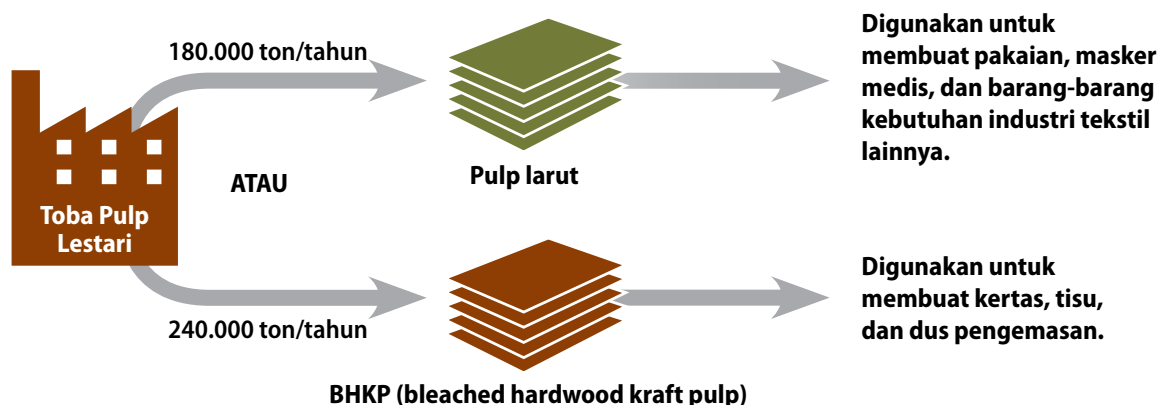 180.000 ton/tahun
Digunakan untuk
membuat pakaian, masker
medis, dan barang-barang
kebutuhan industri tekstil
lainnya.
Pulp larut
ATAU
Toba Pulp
Lestari
240.000 ton/tahun
BHKP (bleached hardwood kraft pulp)
Digunakan untuk
membuat kertas, tisu,
dan dus pengemasan.